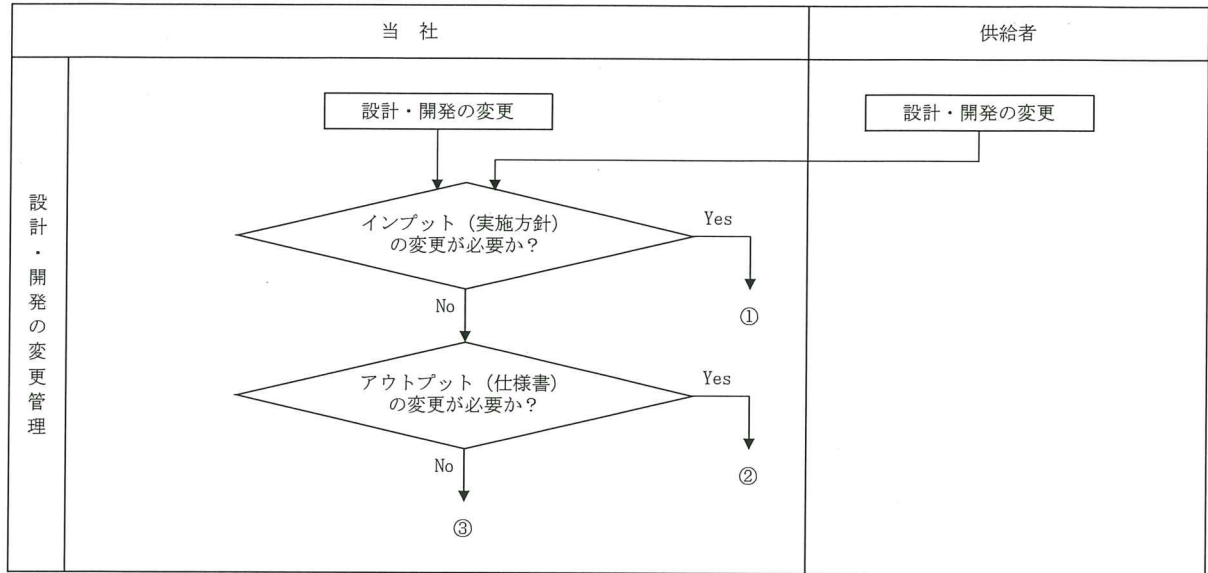 当 社
供給者
設計・開発の変更管理
設計・開発の変更
設計・開発の変更
インプット（実施方針）
の変更が必要か？
Yes
①
No
アウトプット（仕様書）
の変更が必要か？
Yes
②
No
③